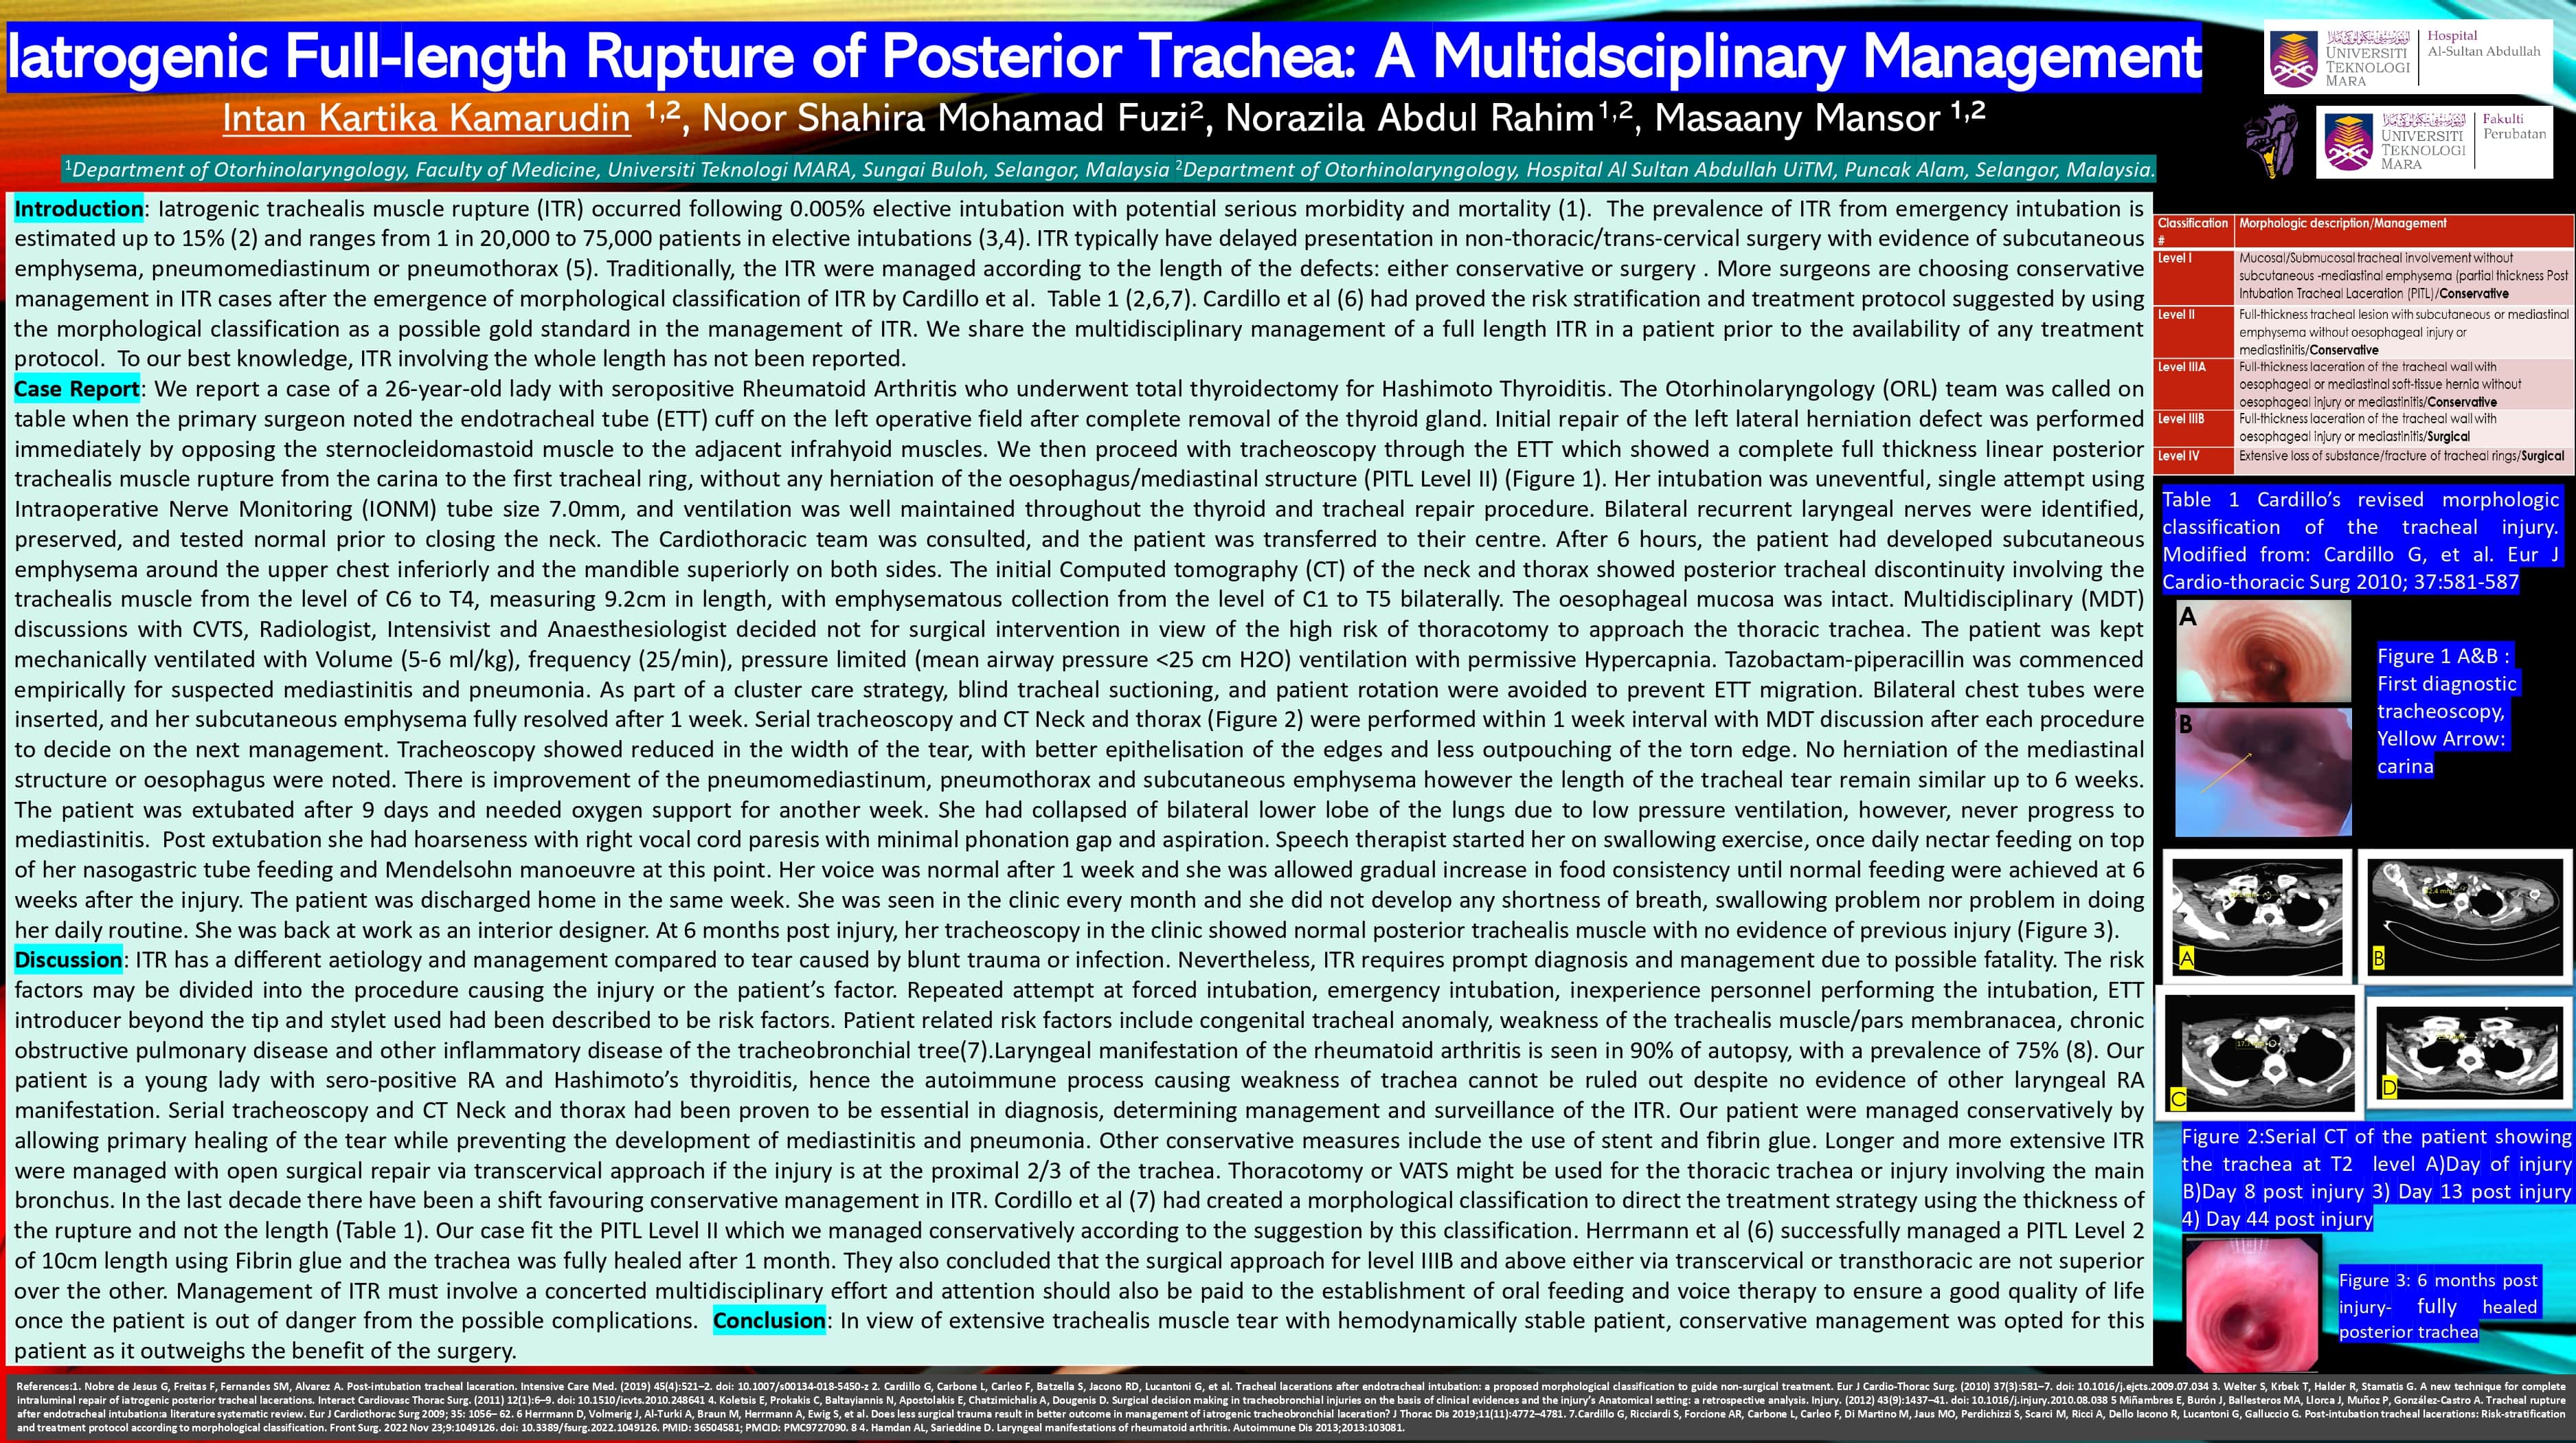 Iatrogenic Full-length Rupture of Posterior Trachea: A Multidsciplinary Management
Intan Kartika Kamarudin 1,2, Noor Shahira Mohamad Fuzi2, Norazila Abdul Rahim1,2, Masaany Mansor 1,2
1Department of Otorhinolaryngology, Faculty of Medicine, Universiti Teknologi MARA, Sungai Buloh, Selangor, Malaysia 2Department of Otorhinolaryngology, Hospital Al Sultan Abdullah UiTM, Puncak Alam, Selangor, Malaysia.
UNIVERSITI
TEKNOLOGI
MARA
Hospital
Al-Sultan Abdullah
UNIVERSITI
TEKNOLOGI
MARA
Fakulti
Perubatan
Introduction: Iatrogenic trachealis muscle rupture (ITR) occurred following 0.005% elective intubation with potential serious morbidity and mortality (1). The prevalence of ITR from emergency intubation is
estimated up to 15% (2) and ranges from 1 in 20,000 to 75,000 patients in elective intubations (3,4). ITR typically have delayed presentation in non-thoracic/trans-cervical surgery with evidence of subcutaneous
emphysema, pneumomediastinum or pneumothorax (5). Traditionally, the ITR were managed according to the length of the defects: either conservative or surgery . More surgeons are choosing conservative
management in ITR cases after the emergence of morphological classification of ITR by Cardillo et al. Table 1 (2,6,7). Cardillo et al (6) had proved the risk stratification and treatment protocol suggested by using
the morphological classification as a possible gold standard in the management of ITR. We share the multidisciplinary management of a full length ITR in a patient prior to the availability of any treatment
protocol. To our best knowledge, ITR involving the whole length has not been reported.
Case Report: We report a case of a 26-year-old lady with seropositive Rheumatoid Arthritis who underwent total thyroidectomy for Hashimoto Thyroiditis. The Otorhinolaryngology (ORL) team was called on
table when the primary surgeon noted the endotracheal tube (ETT) cuff on the left operative field after complete removal of the thyroid gland. Initial repair of the left lateral herniation defect was performed
immediately by opposing the sternocleidomastoid muscle to the adjacent infrahyoid muscles. We then proceed with tracheoscopy through the ETT which showed a complete full thickness linear posterior
trachealis muscle rupture from the carina to the first tracheal ring, without any herniation of the oesophagus/mediastinal structure (PITL Level II) (Figure 1). Her intubation was uneventful, single attempt using
Intraoperative Nerve Monitoring (IONM) tube size 7.0mm, and ventilation was well maintained throughout the thyroid and tracheal repair procedure. Bilateral recurrent laryngeal nerves were identified,
preserved, and tested normal prior to closing the neck. The Cardiothoracic team was consulted, and the patient was transferred to their centre. After 6 hours, the patient had developed subcutaneous
emphysema around the upper chest inferiorly and the mandible superiorly on both sides. The initial Computed tomography (CT) of the neck and thorax showed posterior tracheal discontinuity involving the
trachealis muscle from the level of C6 to T4, measuring 9.2cm in length, with emphysematous collection from the level of C1 to T5 bilaterally. The oesophageal mucosa was intact. Multidisciplinary (MDT)
discussions with CVTS, Radiologist, Intensivist and Anaesthesiologist decided not for surgical intervention in view of the high risk of thoracotomy to approach the thoracic trachea. The patient was kept
mechanically ventilated with Volume (5-6 ml/kg), frequency (25/min), pressure limited (mean airway pressure <25 cm H2O) ventilation with permissive Hypercapnia. Tazobactam-piperacillin was commenced
empirically for suspected mediastinitis and pneumonia. As part of a cluster care strategy, blind tracheal suctioning, and patient rotation were avoided to prevent ETT migration. Bilateral chest tubes were
inserted, and her subcutaneous emphysema fully resolved after 1 week. Serial tracheoscopy and CT Neck and thorax (Figure 2) were performed within 1 week interval with MDT discussion after each procedure
to decide on the next management. Tracheoscopy showed reduced in the width of the tear, with better epithelisation of the edges and less outpouching of the torn edge. No herniation of the mediastinal
structure or oesophagus were noted. There is improvement of the pneumomediastinum, pneumothorax and subcutaneous emphysema however the length of the tracheal tear remain similar up to 6 weeks.
The patient was extubated after 9 days and needed oxygen support for another week. She had collapsed of bilateral lower lobe of the lungs due to low pressure ventilation, however, never progress to
mediastinitis. Post extubation she had hoarseness with right vocal cord paresis with minimal phonation gap and aspiration. Speech therapist started her on swallowing exercise, once daily nectar feeding on top
of her nasogastric tube feeding and Mendelsohn manoeuvre at this point. Her voice was normal after 1 week and she was allowed gradual increase in food consistency until normal feeding were achieved at 6
weeks after the injury. The patient was discharged home in the same week. She was seen in the clinic every month and she did not develop any shortness of breath, swallowing problem nor problem in doing
her daily routine. She was back at work as an interior designer. At 6 months post injury, her tracheoscopy in the clinic showed normal posterior trachealis muscle with no evidence of previous injury (Figure 3).
Discussion: ITR has a different aetiology and management compared to tear caused by blunt trauma or infection. Nevertheless, ITR requires prompt diagnosis and management due to possible fatality. The risk
factors may be divided into the procedure causing the injury or the patient's factor. Repeated attempt at forced intubation, emergency intubation, inexperience personnel performing the intubation, ETT
introducer beyond the tip and stylet used had been described to be risk factors. Patient related risk factors include congenital tracheal anomaly, weakness of the trachealis muscle/pars membranacea, chronic
obstructive pulmonary disease and other inflammatory disease of the tracheobronchial tree(7).Laryngeal manifestation of the rheumatoid arthritis is seen in 90% of autopsy, with a prevalence of 75% (8). Our
patient is a young lady with sero-positive RA and Hashimoto's thyroiditis, hence the autoimmune process causing weakness of trachea cannot be ruled out despite no evidence of other laryngeal RA
manifestation. Serial tracheoscopy and CT Neck and thorax had been proven to be essential in diagnosis, determining management and surveillance of the ITR. Our patient were managed conservatively by
allowing primary healing of the tear while preventing the development of mediastinitis and pneumonia. Other conservative measures include the use of stent and fibrin glue. Longer and more extensive ITR
were managed with open surgical repair via transcervical approach if the injury is at the proximal 2/3 of the trachea. Thoracotomy or VATS might be used for the thoracic trachea or injury involving the main
bronchus. In the last decade there have been a shift favouring conservative management in ITR. Cordillo et al (7) had created a morphological classification to direct the treatment strategy using the thickness of
the rupture and not the length (Table 1). Our case fit the PITL Level II which we managed conservatively according to the suggestion by this classification. Herrmann et al (6) successfully managed a PITL Level 2
of 10cm length using Fibrin glue and the trachea was fully healed after 1 month. They also concluded that the surgical approach for level IIIB and above either via transcervical or transthoracic are not superior
over the other. Management of ITR must involve a concerted multidisciplinary effort and attention should also be paid to the establishment of oral feeding and voice therapy to ensure a good quality of life
once the patient is out of danger from the possible complications. Conclusion: In view of extensive trachealis muscle tear with hemodynamically stable patient, conservative management was opted for this
patient as it outweighs the benefit of the surgery.
Classification Morphologic description/Management
#
Level I Mucosal/Submucosal tracheal involvement without
subcutaneous -mediastinal emphysema (partial thickness Post
Intubation Tracheal Laceration (PITL)/Conservative
Level II Full-thickness tracheal lesion with subcutaneous or mediastinal
emphysema without oesophageal injury or
mediastinitis/Conservative
Level IIIA Full-thickness laceration of the tracheal wall with
oesophageal or mediastinal soft-tissue hernia without
oesophageal injury or mediastinitis/Conservative
Level IIIB Full-thickness laceration of the tracheal wall with
oesophageal injury or mediastinitis/Surgical
Level IV Extensive loss of substance/fracture of tracheal rings/Surgical
Table 1 Cardillo's revised morphologic
classification of the tracheal injury.
Modified from: Cardillo G, et al. Eur J
Cardio-thoracic Surg 2010; 37:581-587
A
B
Figure 1 A&B :
First diagnostic
tracheoscopy,
Yellow Arrow:
carina
A
B
C
D
Figure 2:Serial CT of the patient showing
the trachea at T2 level A)Day of injury
B)Day 8 post injury 3) Day 13 post injury
4) Day 44 post injury
Figure 3: 6 months post
injury- fully healed
posterior trachea
References:1. Nobre de Jesus G, Freitas F, Fernandes SM, Alvarez A. Post-intubation tracheal laceration. Intensive Care Med. (2019) 45(4):521–2. doi: 10.1007/s00134-018-5450-z 2. Cardillo G, Carbone L, Carleo F, Batzella S, Jacono RD, Lucantoni G, et al. Tracheal lacerations after endotracheal intubation: a proposed morphological classification to guide non-surgical treatment. Eur J Cardio-Thorac Surg. (2010) 37(3):581–7. doi: 10.1016/j.ejcts.2009.07.034 3. Welter S, Krbek T, Halder R, Stamatis G. A new technique for complete
intraluminal repair of iatrogenic posterior tracheal lacerations. Interact Cardiovasc Thorac Surg. (2011) 12(1):6–9. doi: 10.1510/icvts.2010.248641 4. Koletsis E, Prokakis C, Baltayiannis N, Apostolakis E, Chatzimichalis A, Dougenis D. Surgical decision making in tracheobronchial injuries on the basis of clinical evidences and the injury's Anatomical setting: a retrospective analysis. Injury. (2012) 43(9):1437–41. doi: 10.1016/j.injury.2010.08.038 5 Miñambres E, Burón J, Ballesteros MA, Llorca J, Muñoz P, González-Castro A. Tracheal rupture
after endotracheal intubation:a literature systematic review. Eur J Cardiothorac Surg 2009; 35: 1056– 62. 6 Herrmann D, Volmerig J, Al-Turki A, Braun M, Herrmann A, Ewig S, et al. Does less surgical trauma result in better outcome in management of iatrogenic tracheobronchial laceration? J Thorac Dis 2019;11(11):4772–4781. 7.Cardillo G, Ricciardi S, Forcione AR, Carbone L, Carleo F, Di Martino M, Jaus MO, Perdichizzi S, Scarci M, Ricci A, Dello Iacono R, Lucantoni G, Galluccio G. Post-intubation tracheal lacerations: Risk-stratification
and treatment protocol according to morphological classification. Front Surg. 2022 Nov 23;9:1049126. doi: 10.3389/fsurg.2022.1049126. PMID: 36504581; PMCID: PMC9727090. 8 4. Hamdan AL, Sarieddine D. Laryngeal manifestations of rheumatoid arthritis. Autoimmune Dis 2013;2013:103081.